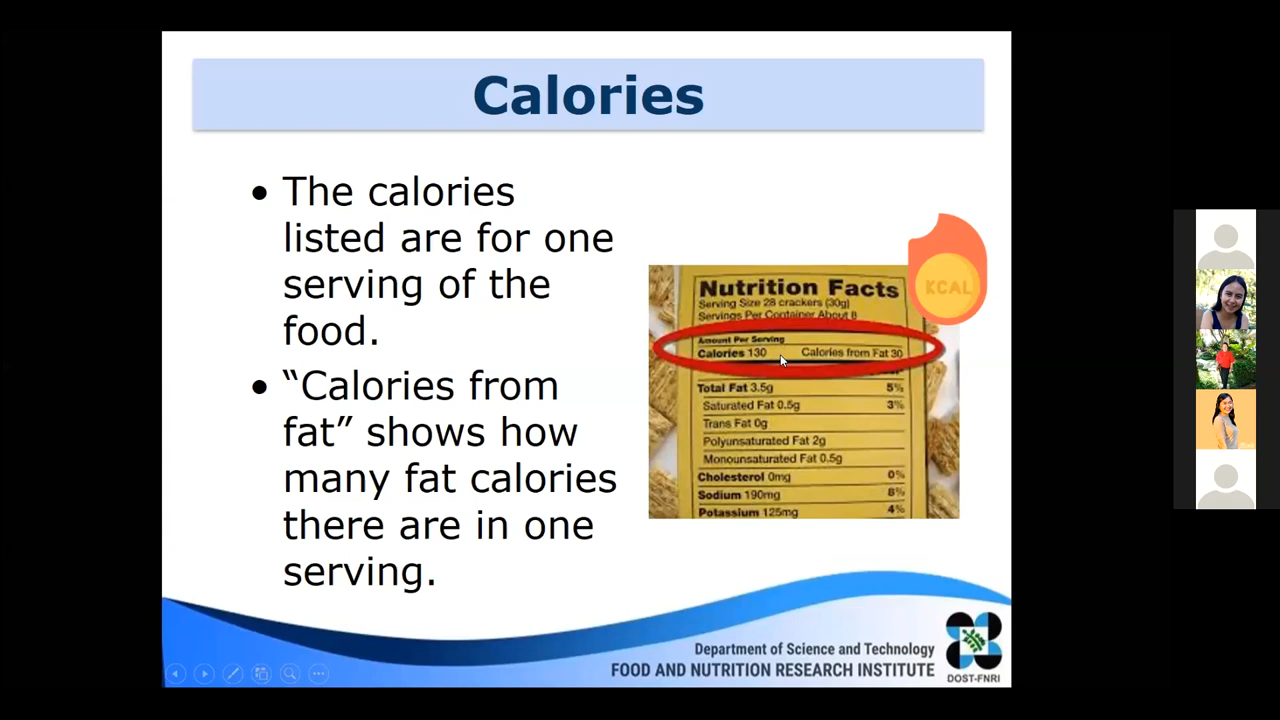 Calories
• The calories
listed are for one
serving of the
food.
• “Calories from
fat” shows how
many fat calories
there are in one
serving.
KCAL
Nutrition Facts
Serving Size 28 crackers (30g)
Servings Per Container About 8
Amount Per Serving
Calories 130 Calories from Fat 30
Total Fat 3.5g 5%
Saturated Fat 0.5g 3%
Trans Fat 0g
Polyunsaturated Fat 2g
Monounsaturated Fat 0.5g
Cholesterol 0mg 0%
Sodium 190mg 8%
Potassium 125mg 4%
Department of Science and Technology
FOOD AND NUTRITION RESEARCH INSTITUTE
DOST-FNRI